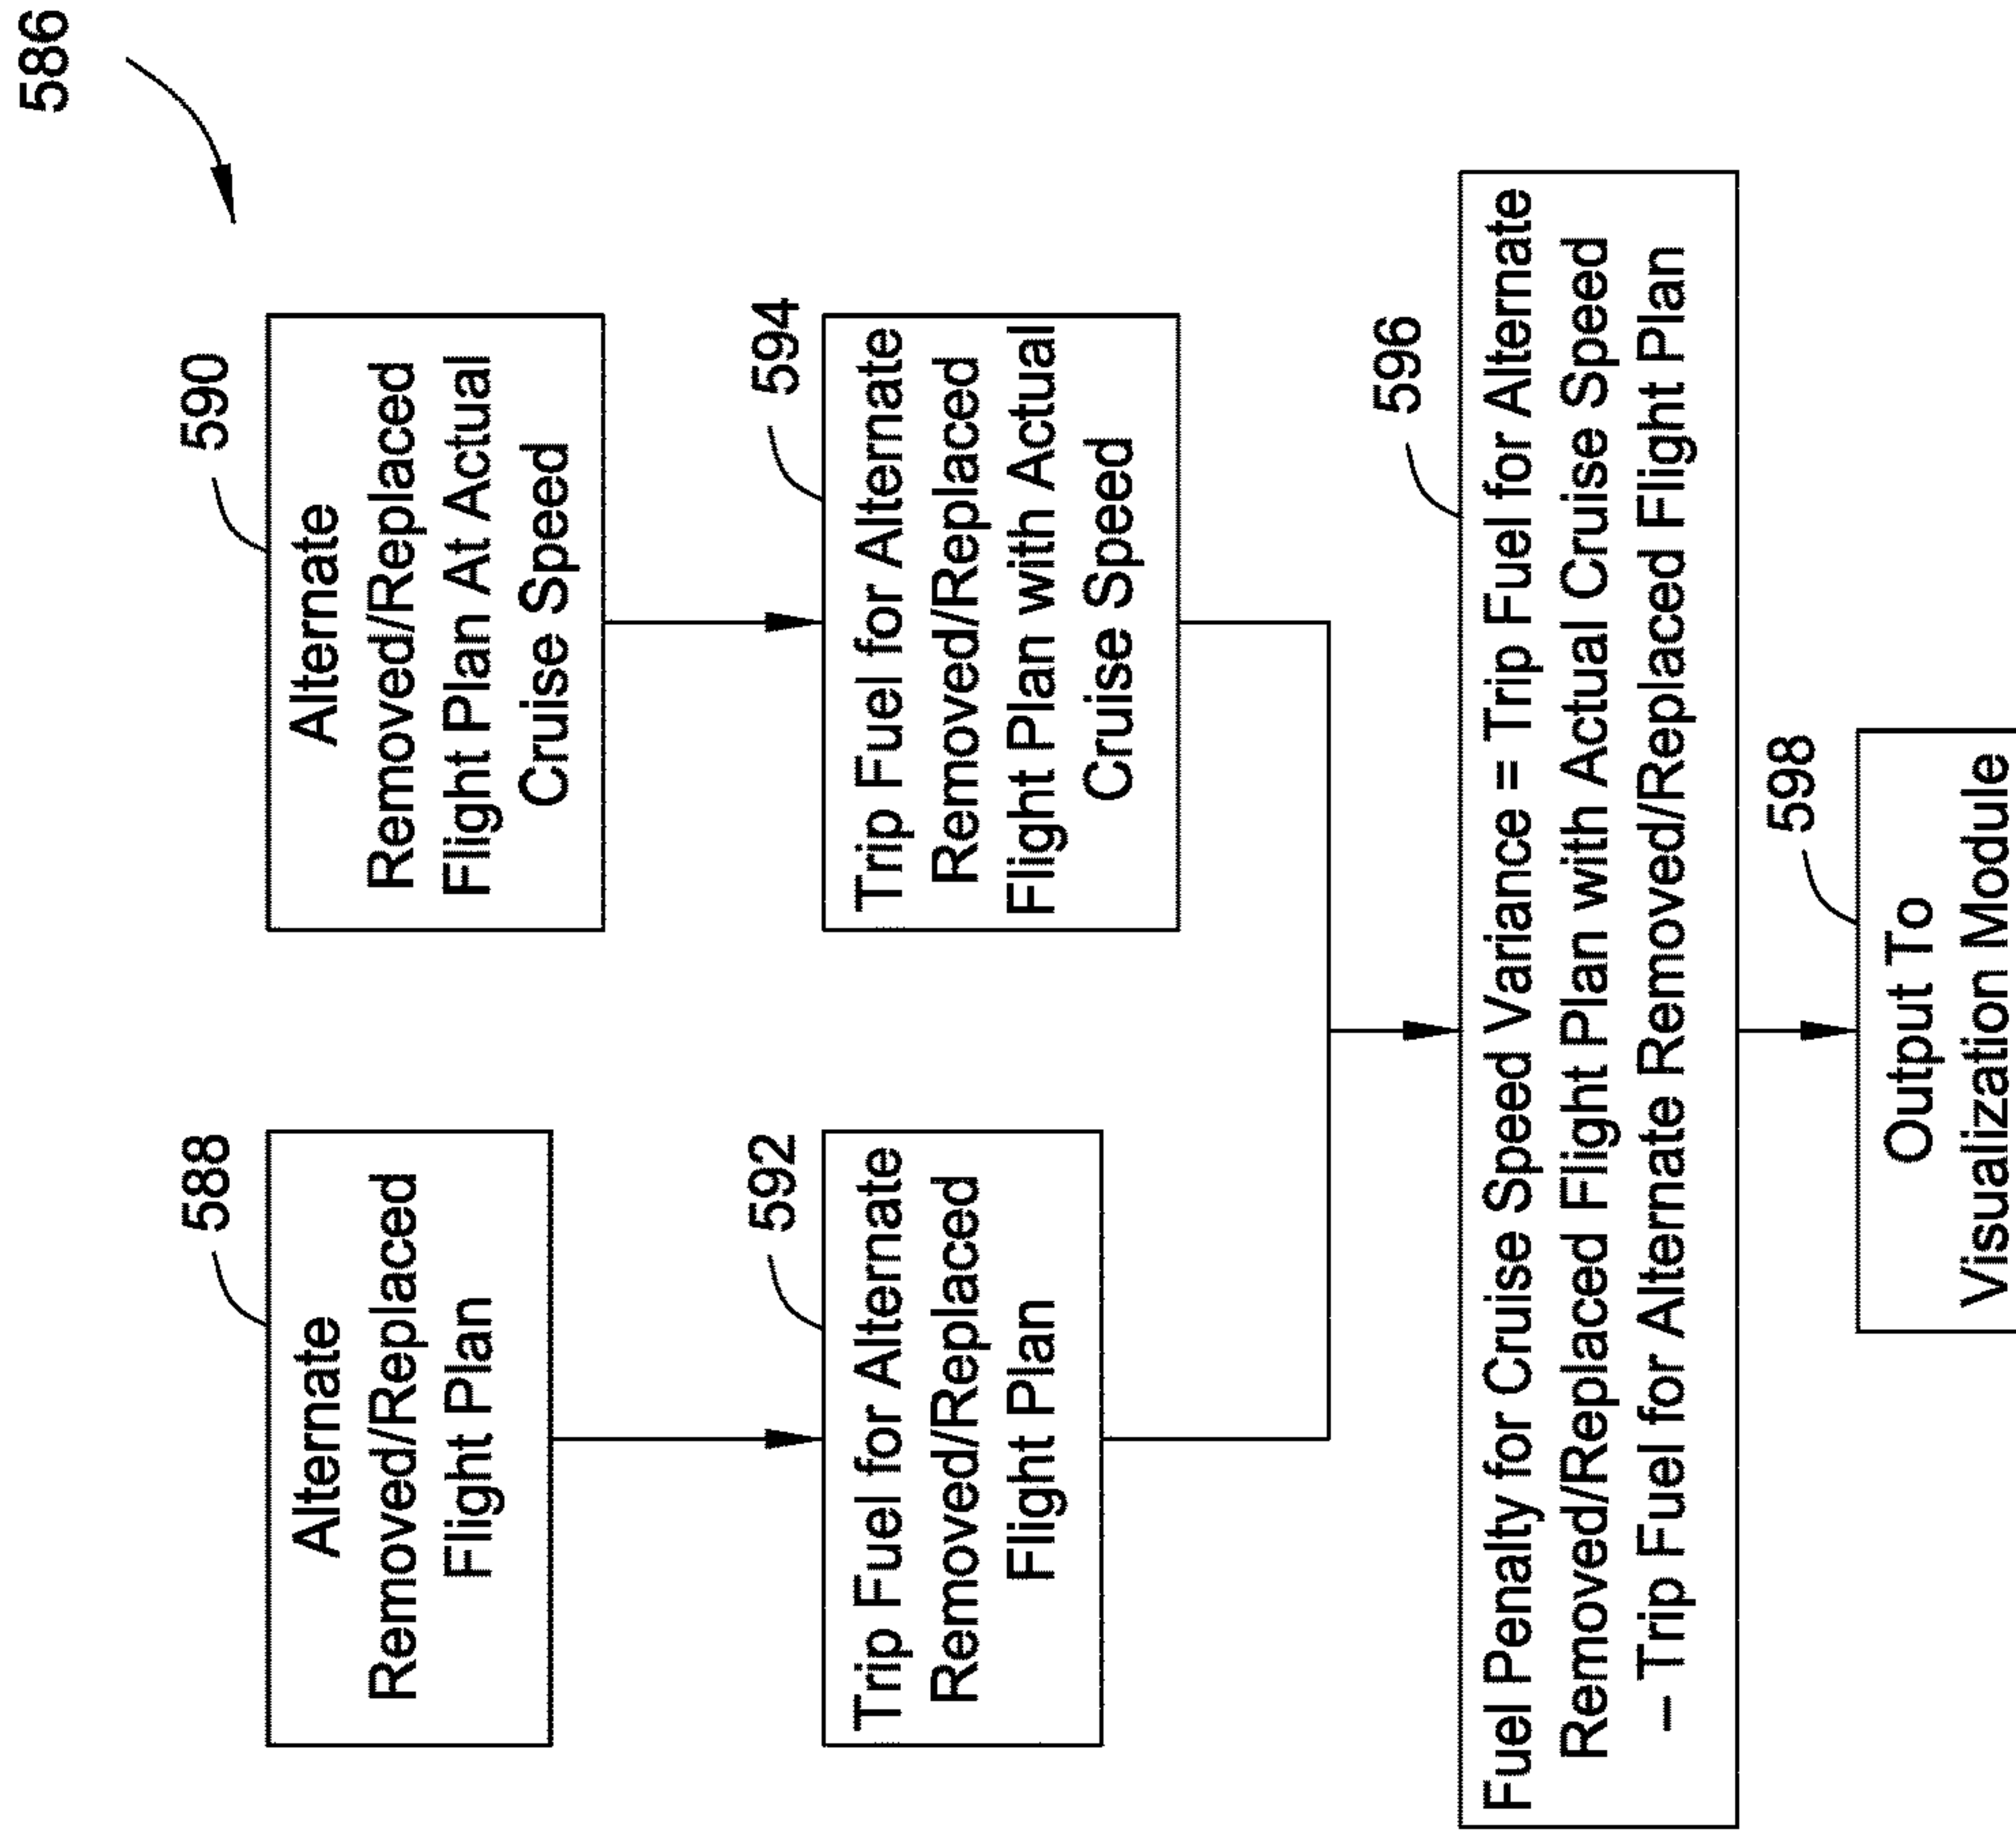 586
588
Alternate
Removed/Replaced
Flight Plan
590
Alternate
Removed/Replaced
Flight Plan At Actual
Cruise Speed
592
Trip Fuel for Alternate
Removed/Replaced
Flight Plan
594
Trip Fuel for Alternate
Removed/Replaced
Flight Plan with Actual
Cruise Speed
596
Fuel Penalty for Cruise Speed Variance = Trip Fuel for Alternate
Removed/Replaced Flight Plan with Actual Cruise Speed
– Trip Fuel for Alternate Removed/Replaced Flight Plan
598
Output To
Visualization Module